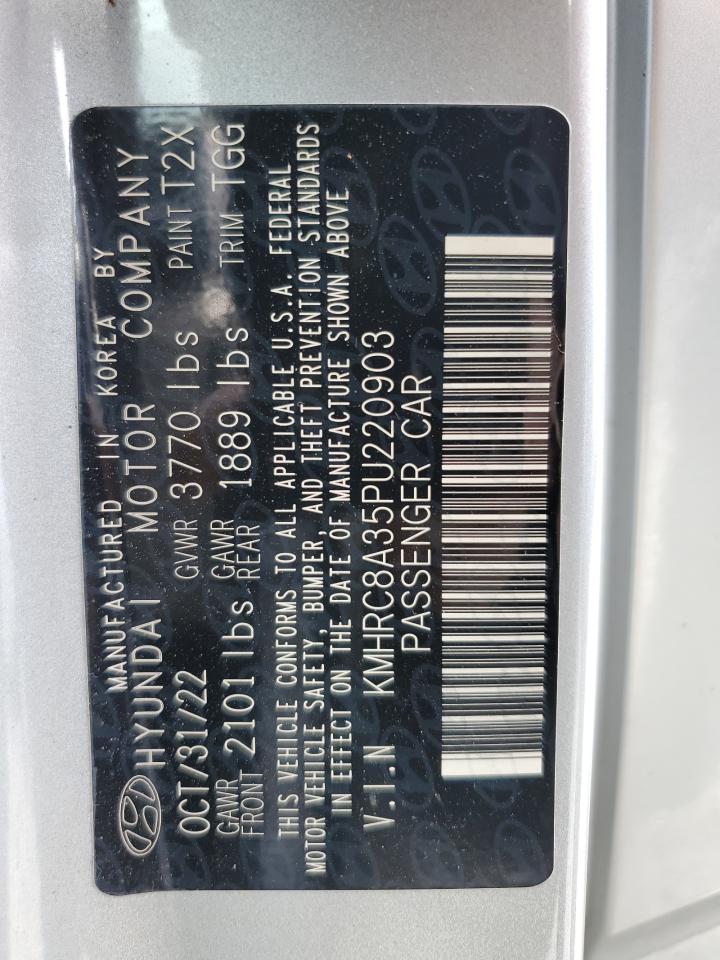 MANUFACTURED IN KOREA BY
HYUNDAI MOTOR COMPANY
OCT/31/22 GVWR 3770 lbs PAINT T2X
GAWR FRONT 2101 lbs GAWR REAR 1889 lbs TRIM TGG
THIS VEHICLE CONFORMS TO ALL APPLICABLE U.S.A. FEDERAL
MOTOR VEHICLE SAFETY, BUMPER, AND THEFT PREVENTION STANDARDS
IN EFFECT ON THE DATE OF MANUFACTURE SHOWN ABOVE
V.I.N KMHRC8A35PU220903
PASSENGER CAR